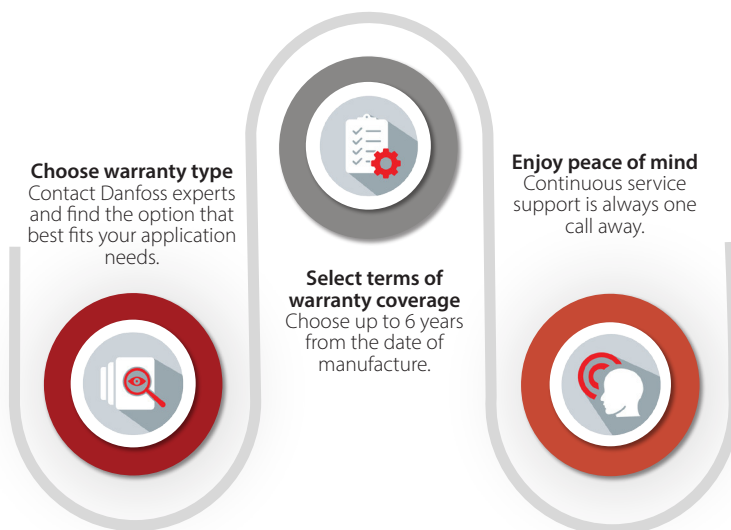 Choose warranty type
Contact Danfoss experts
and find the option that
best fits your application
needs.
Select terms of
warranty coverage
Choose up to 6 years
from the date of
manufacture.
Enjoy peace of mind
Continuous service
support is always one
call away.